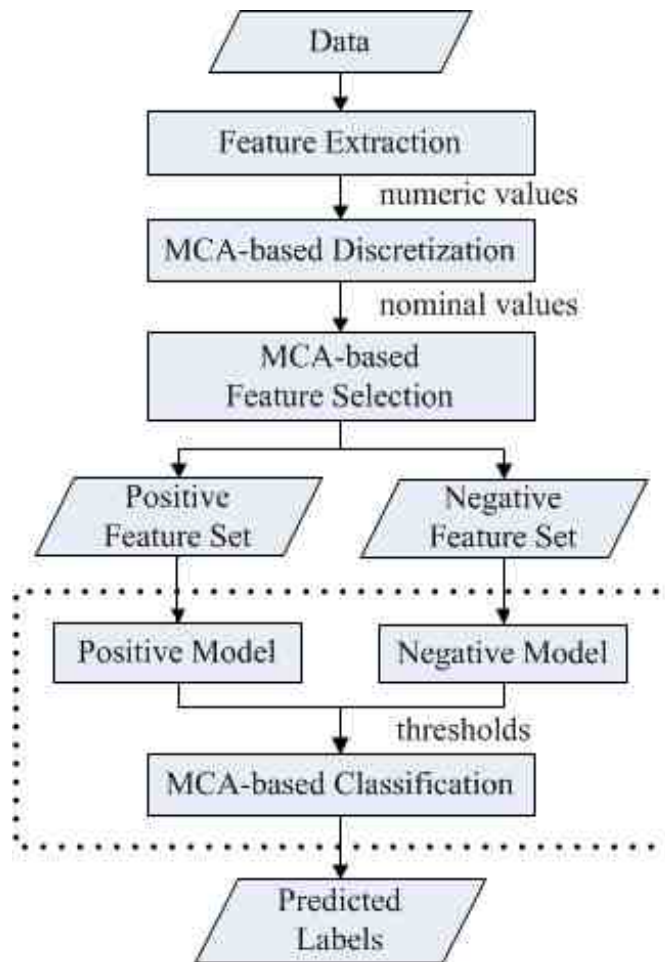 Data
Feature Extraction
numeric values
MCA-based Discretization
nominal values
MCA-based
Feature Selection
Positive
Feature Set
Negative
Feature Set
Positive Model
Negative Model
thresholds
MCA-based Classification
Predicted
Labels